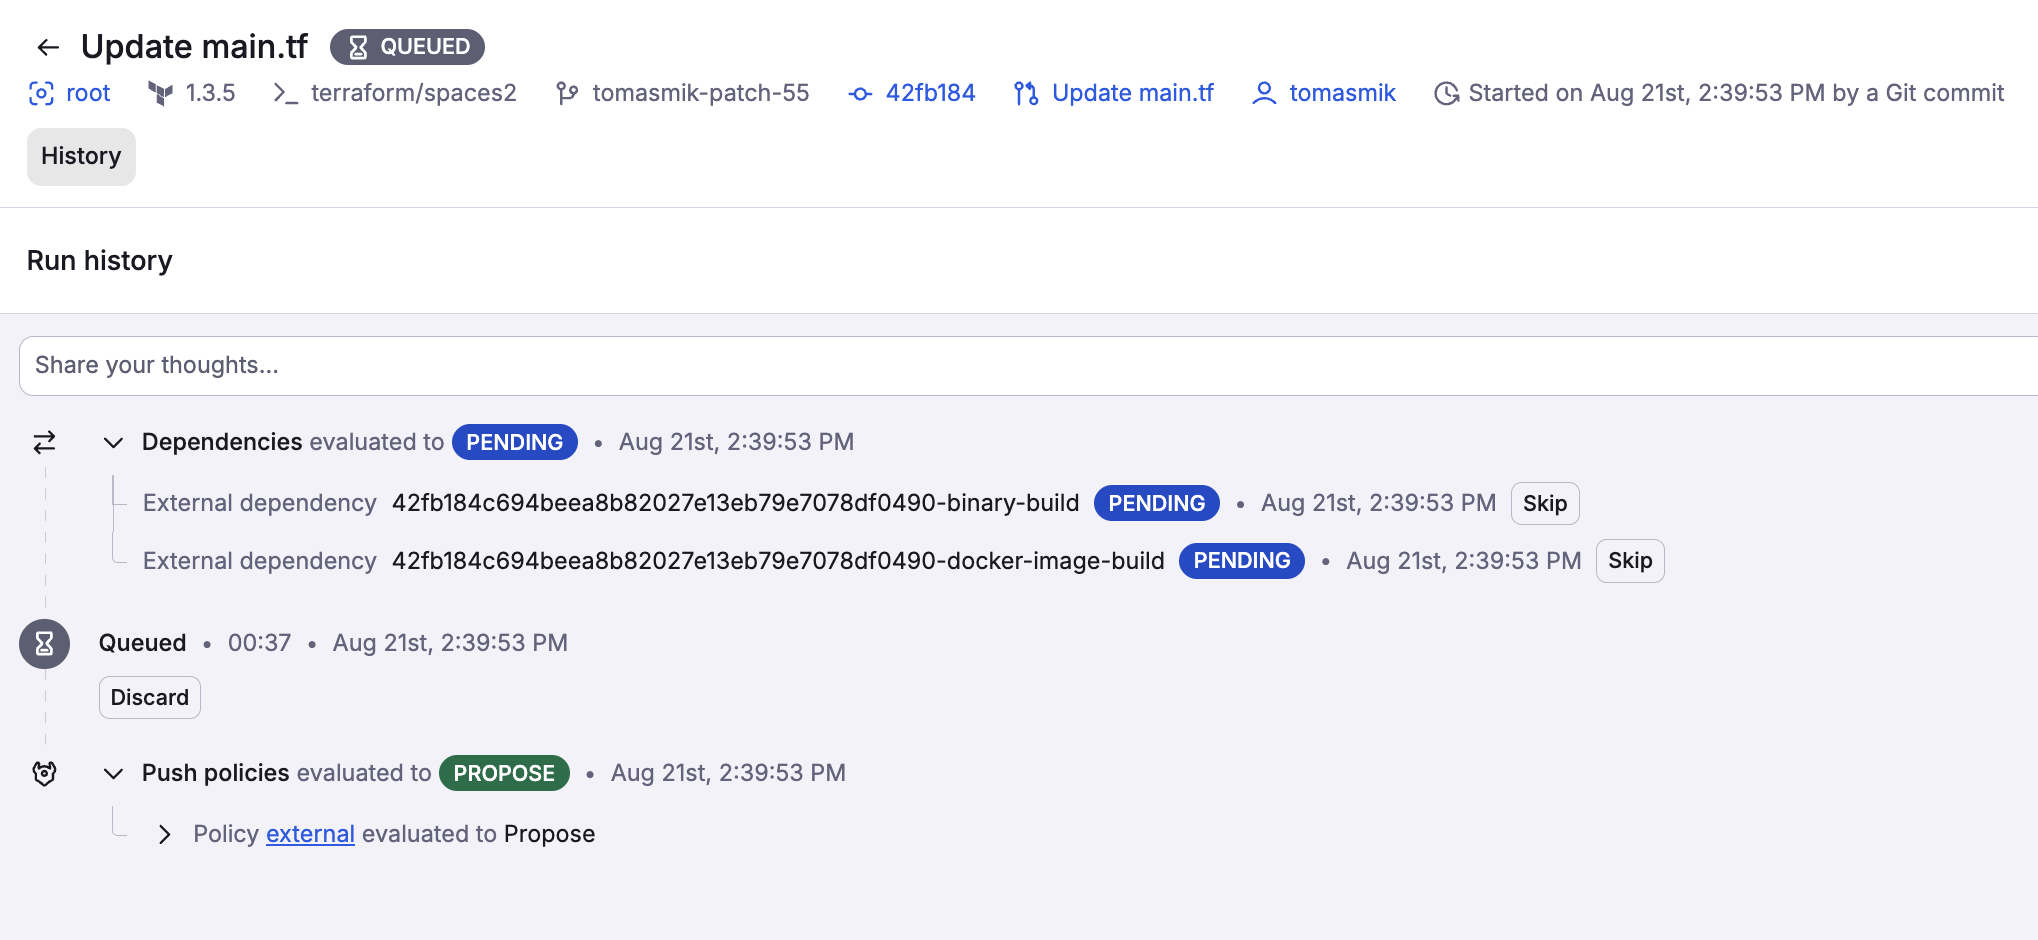 Update main.tf QUEUED
root 1.3.5 terraform/spaces2 tomasmik-patch-55 42fb184 Update main.tf tomasmik Started on Aug 21st, 2:39:53 PM by a Git commit
History
Run history
Share your thoughts...
Dependencies evaluated to PENDING • Aug 21st, 2:39:53 PM
External dependency 42fb184c694beea8b82027e13eb79e7078df0490-binary-build PENDING • Aug 21st, 2:39:53 PM Skip
External dependency 42fb184c694beea8b82027e13eb79e7078df0490-docker-image-build PENDING • Aug 21st, 2:39:53 PM Skip
Queued • 00:37 • Aug 21st, 2:39:53 PM
Discard
Push policies evaluated to PROPOSE • Aug 21st, 2:39:53 PM
Policy external evaluated to Propose